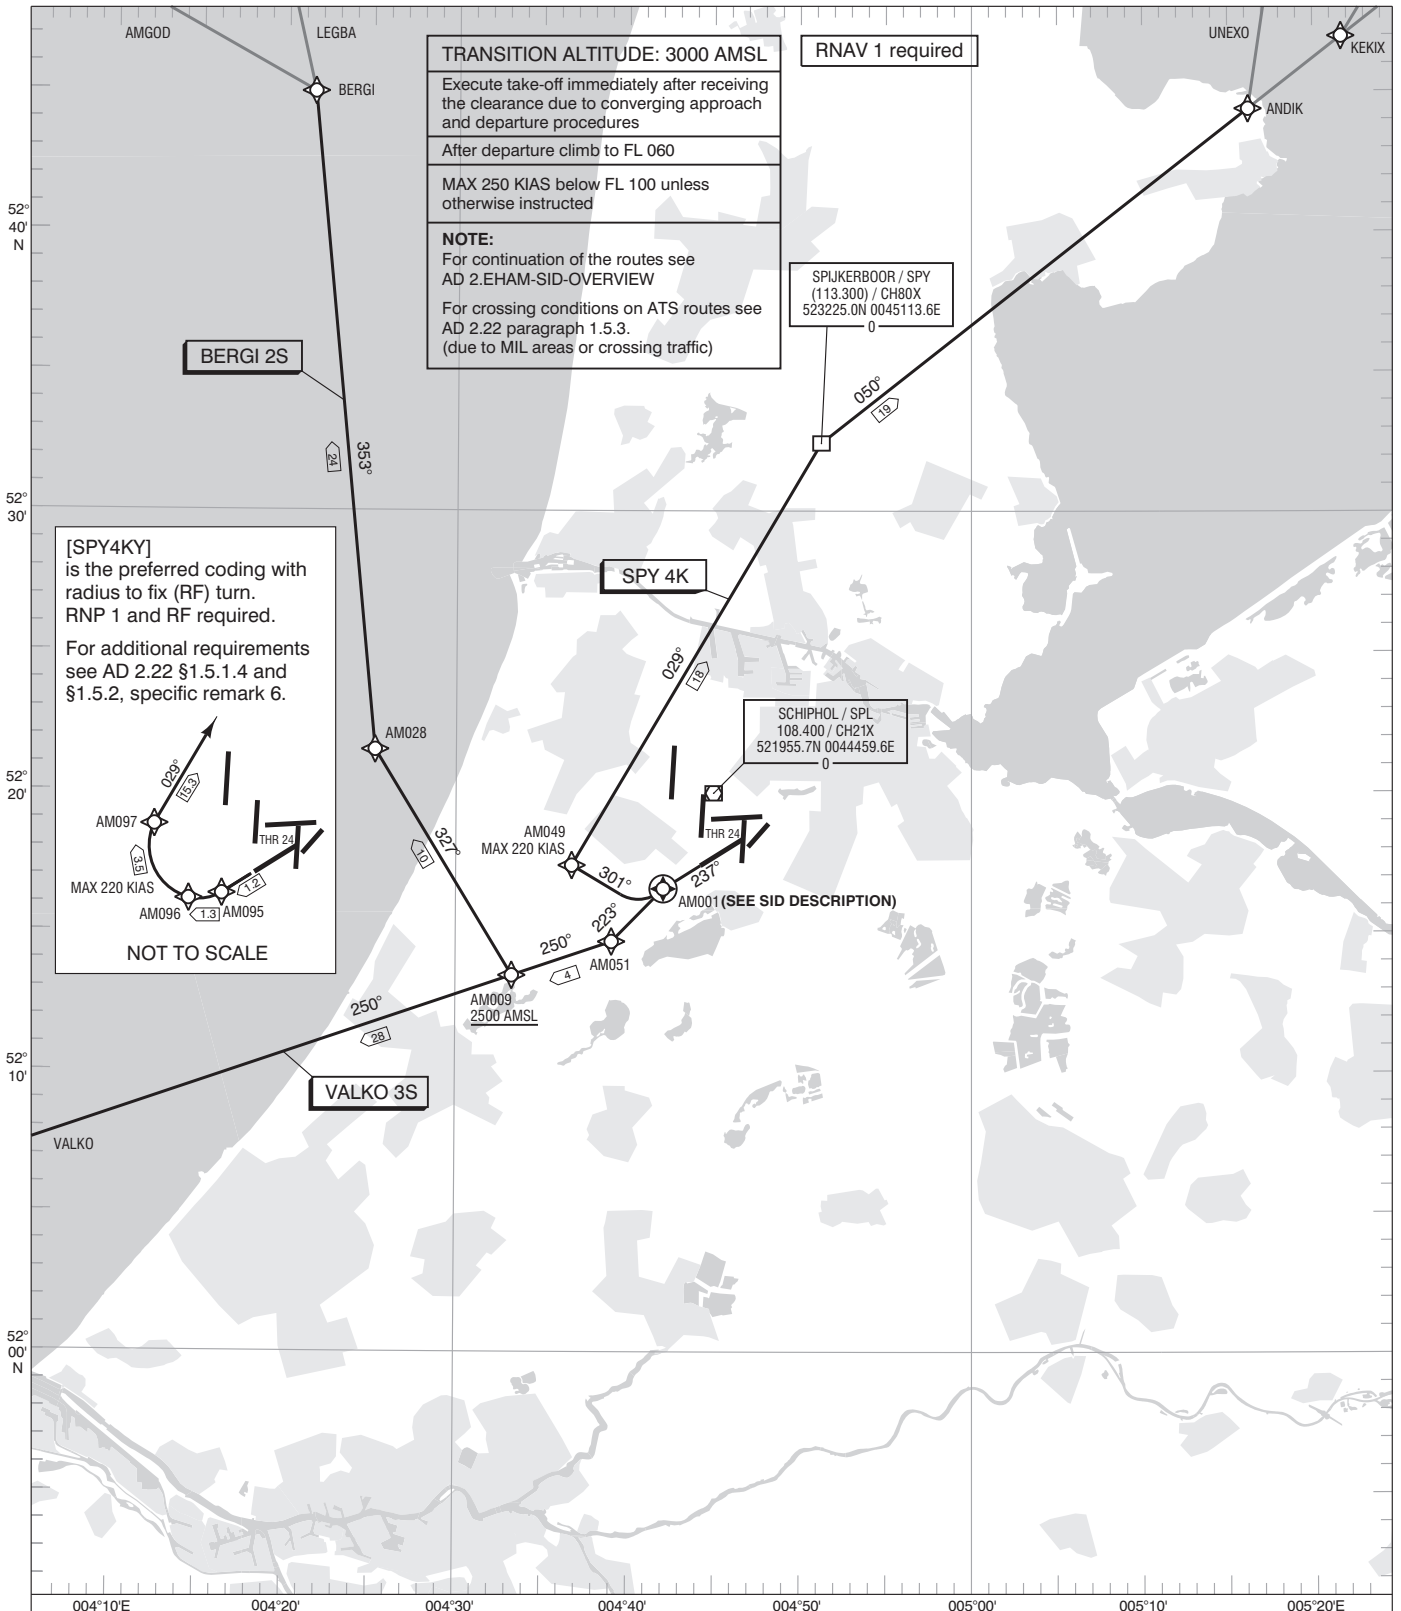 AMGOD
LEGBA
BERGI
TRANSITION ALTITUDE: 3000 AMSL
Execute take-off immediately after receiving
the clearance due to converging approach
and departure procedures
After departure climb to FL 060
MAX 250 KIAS below FL 100 unless
otherwise instructed
NOTE:
For continuation of the routes see
AD 2.EHAM-SID-OVERVIEW
For crossing conditions on ATS routes see
AD 2.22 paragraph 1.5.3.
(due to MIL areas or crossing traffic)
RNAV 1 required
UNEXO
KEKIX
ANDIK
52°
40'
N
SPIJKERBOOR / SPY
(113.300) / CH80X
523225.0N 0045113.6E
0
BERGI 2S
050°
19
353°
24
52°
30'
[SPY4KY]
is the preferred coding with
radius to fix (RF) turn.
RNP 1 and RF required.
For additional requirements
see AD 2.22 §1.5.1.4 and
§1.5.2, specific remark 6.
029°
15.3
AM097
THR 24
3.5
MAX 220 KIAS
1.2
AM096
1.3
AM095
NOT TO SCALE
SPY 4K
029°
18
SCHIPHOL / SPL
108.400 / CH21X
521955.7N 0044459.6E
0
AM028
52°
20'
327°
10
AM049
MAX 220 KIAS
THR 24
301°
237°
AM001 (SEE SID DESCRIPTION)
223°
250°
4
AM051
AM009
2500 AMSL
250°
28
52°
10'
VALKO 3S
VALKO
52°
00'
N
004°10'E
004°20'
004°30'
004°40'
004°50'
005°00'
005°10'
005°20'E